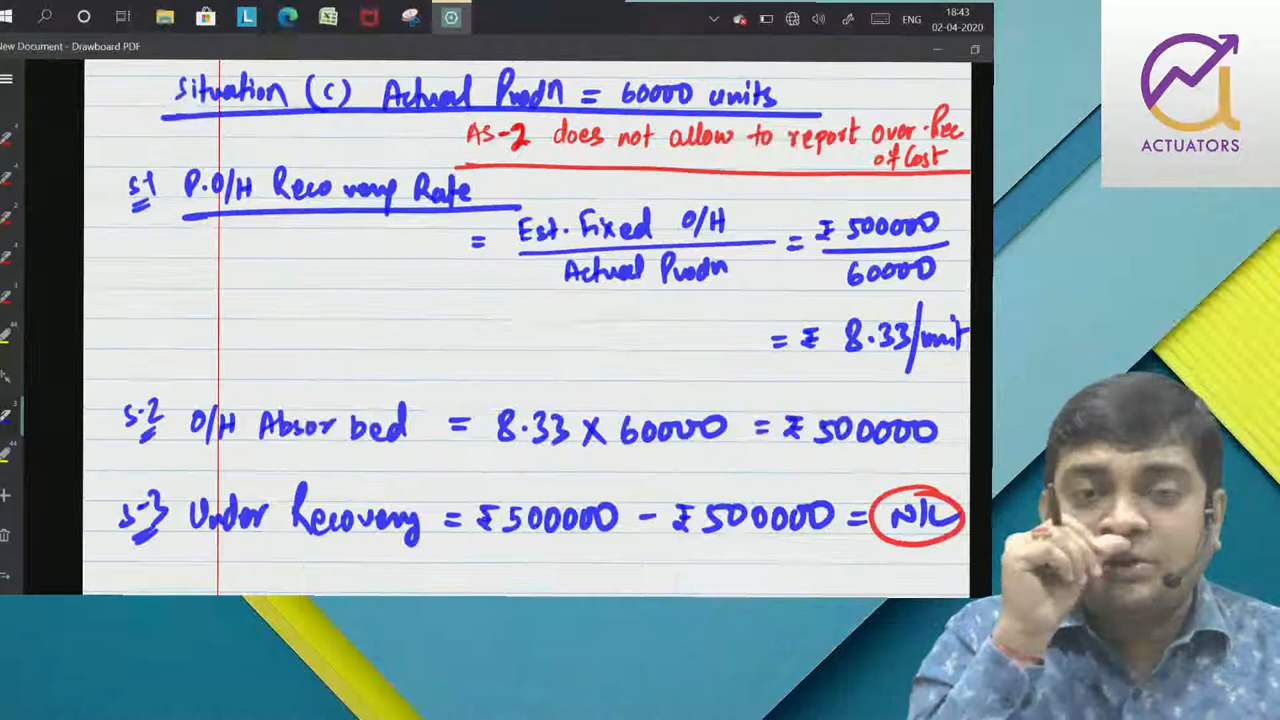 18:43
ENG
02-04-2020
New Document - Drawboard PDF
Situation (C) Actual Prodn = 60000 units
AS-2 does not allow to report over-Rec
of Cost
S-1 P.O/H Recovery Rate
= Est. Fixed O/H / Actual Prodn = ₹ 500000 / 60000
= ₹ 8.33/unit
S-2 O/H Absorbed = 8.33 × 60000 = ₹ 500000
S-3 Under Recovery = ₹ 500000 - ₹ 500000 = NIL
ACTUATORS